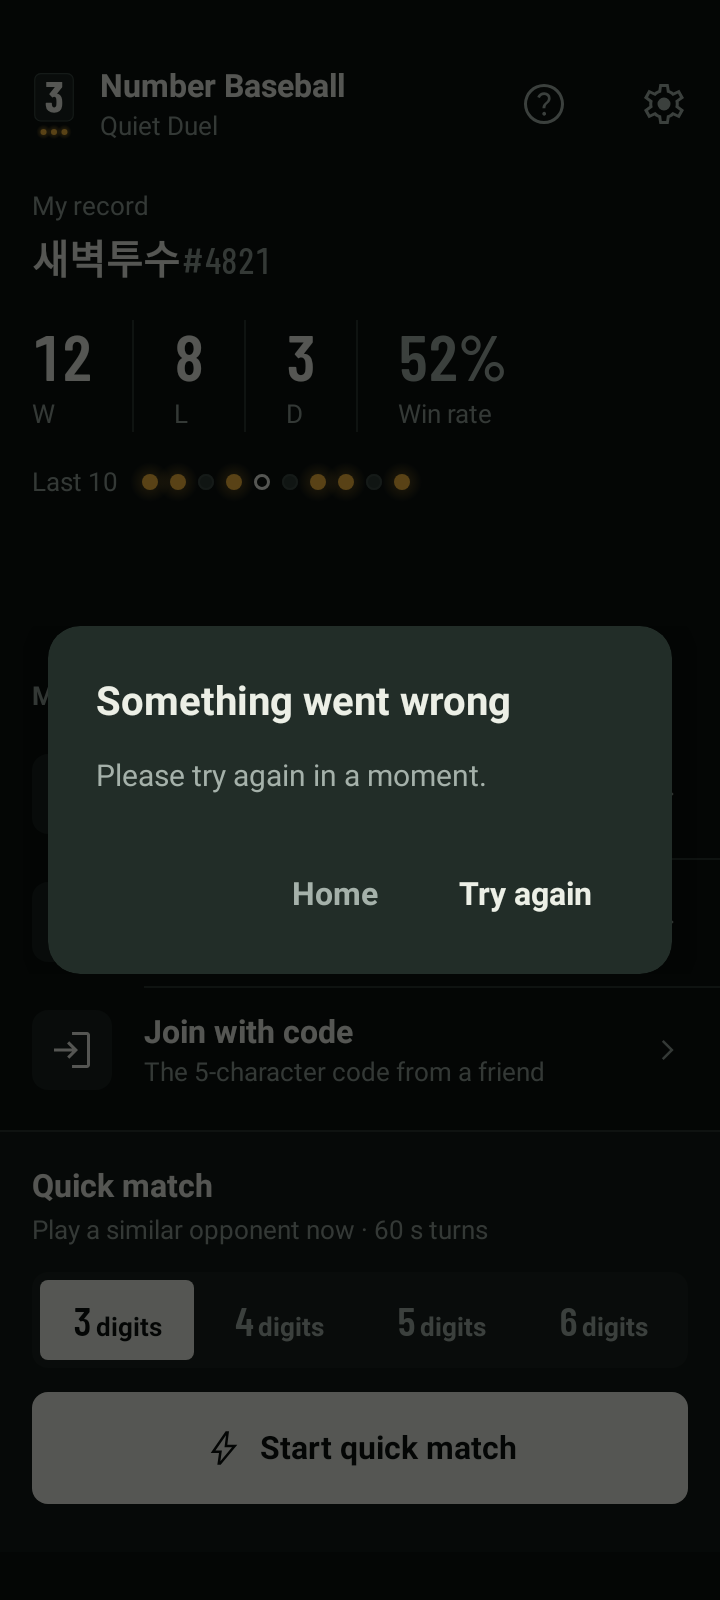 3
Number Baseball
Quiet Duel
My record
새벽투수#4821
12 8 3 52%
W L D Win rate
Last 10
Something went wrong
Please try again in a moment.
Home Try again
Join with code
The 5-character code from a friend
Quick match
Play a similar opponent now · 60 s turns
3 digits 4 digits 5 digits 6 digits
Start quick match